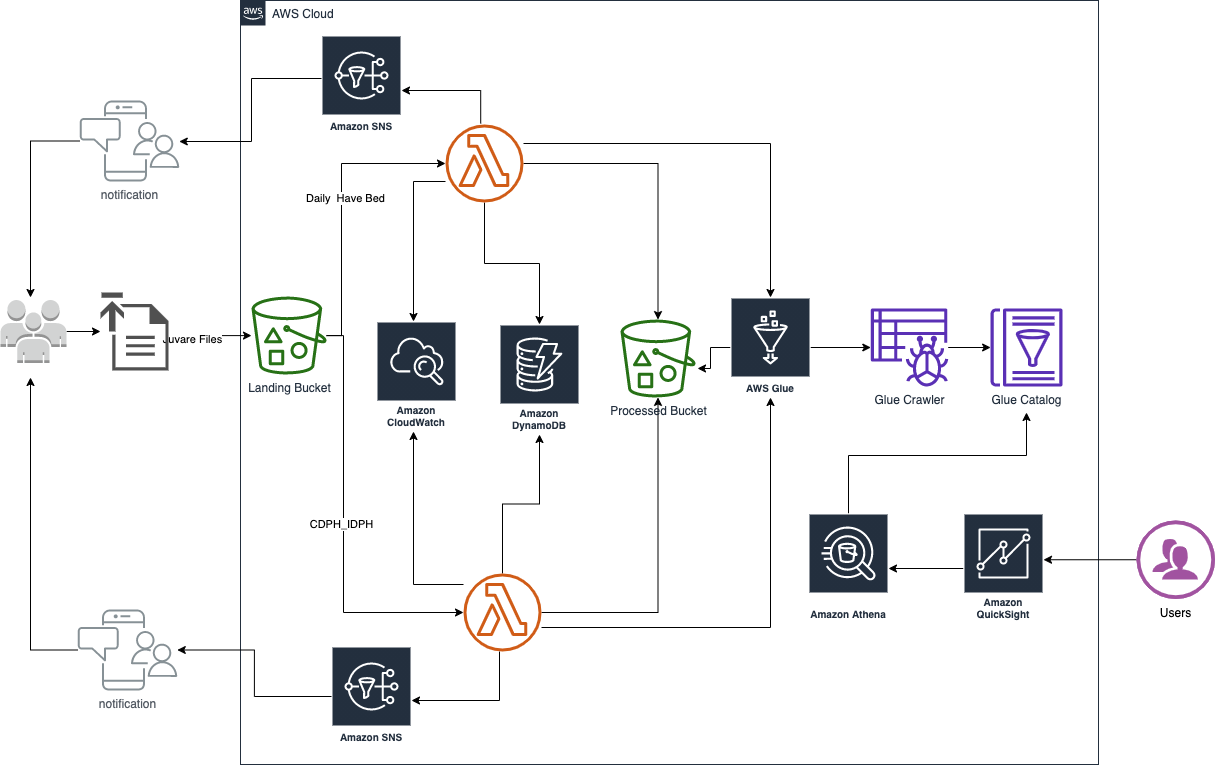 aws
AWS Cloud
Amazon SNS
notification
Daily Have Bed
Juvare Files
Landing Bucket
Amazon
CloudWatch
Amazon
DynamoDB
Processed Bucket
AWS Glue
Glue Crawler
Glue Catalog
CDPH_IDPH
Amazon Athena
Amazon
QuickSight
Users
notification
Amazon SNS